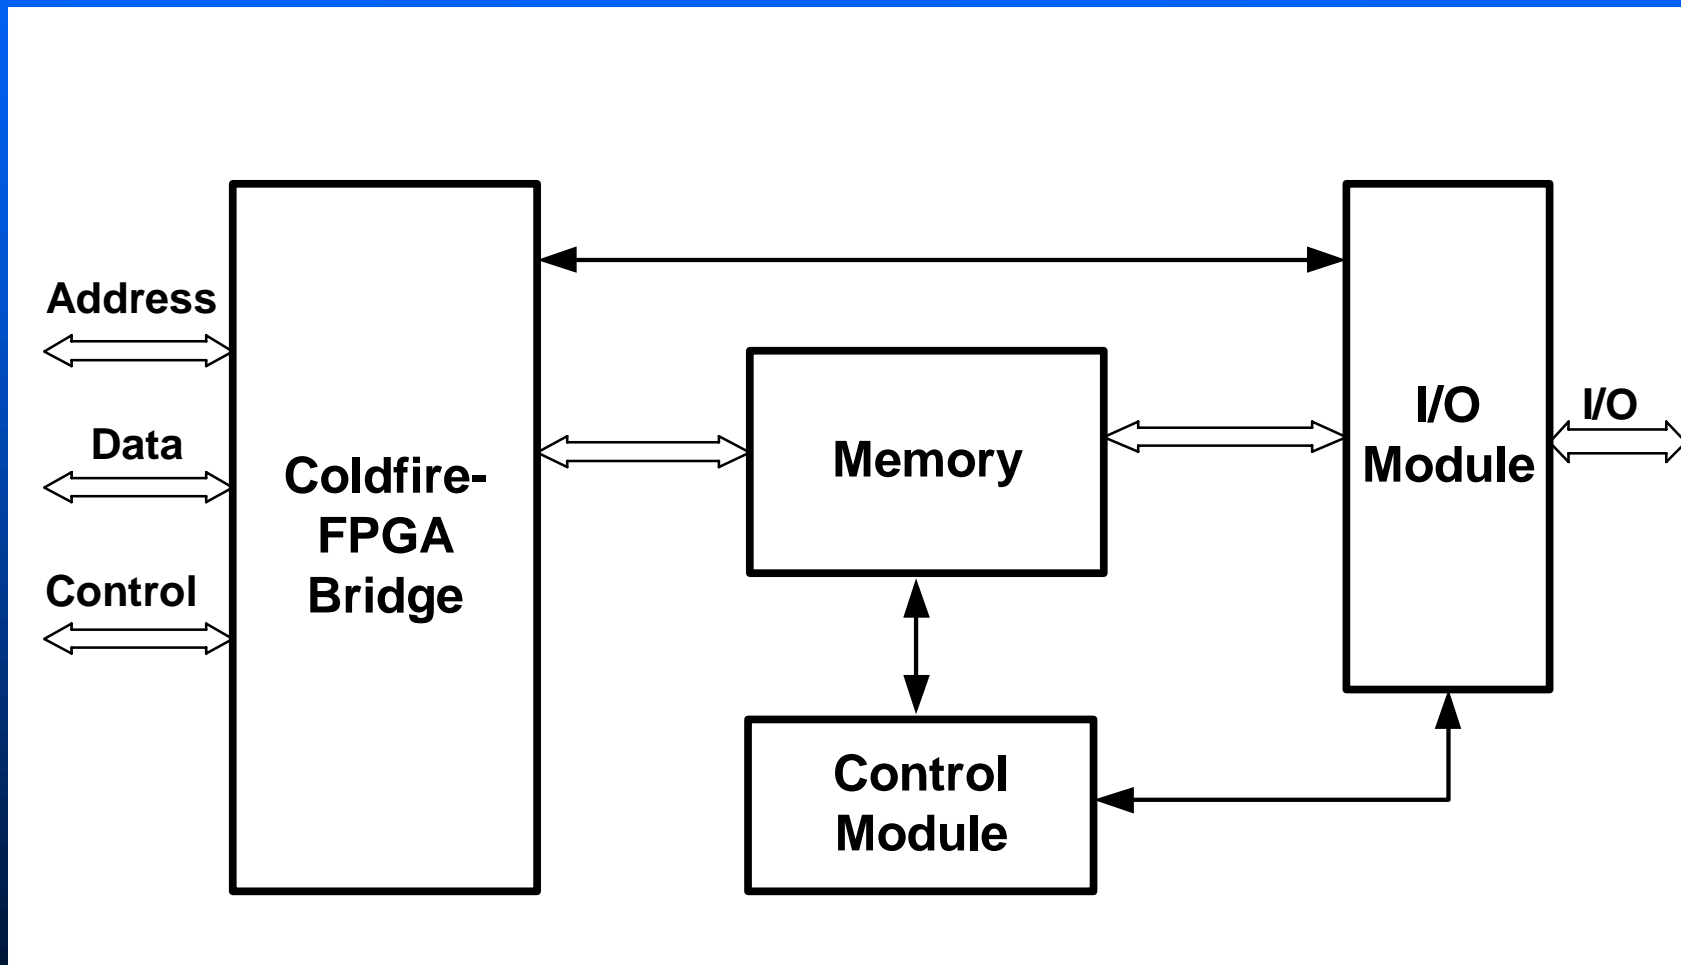 Address
Data
Control
Coldfire-
FPGA
Bridge
Memory
Control
Module
I/O
Module
I/O